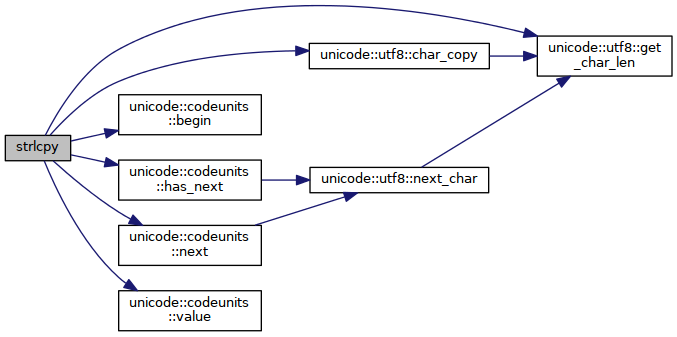 strlcpy
unicode::codeunits
::begin
unicode::codeunits
::has_next
unicode::codeunits
::next
unicode::codeunits
::value
unicode::utf8::char_copy
unicode::utf8::next_char
unicode::utf8::get
_char_len